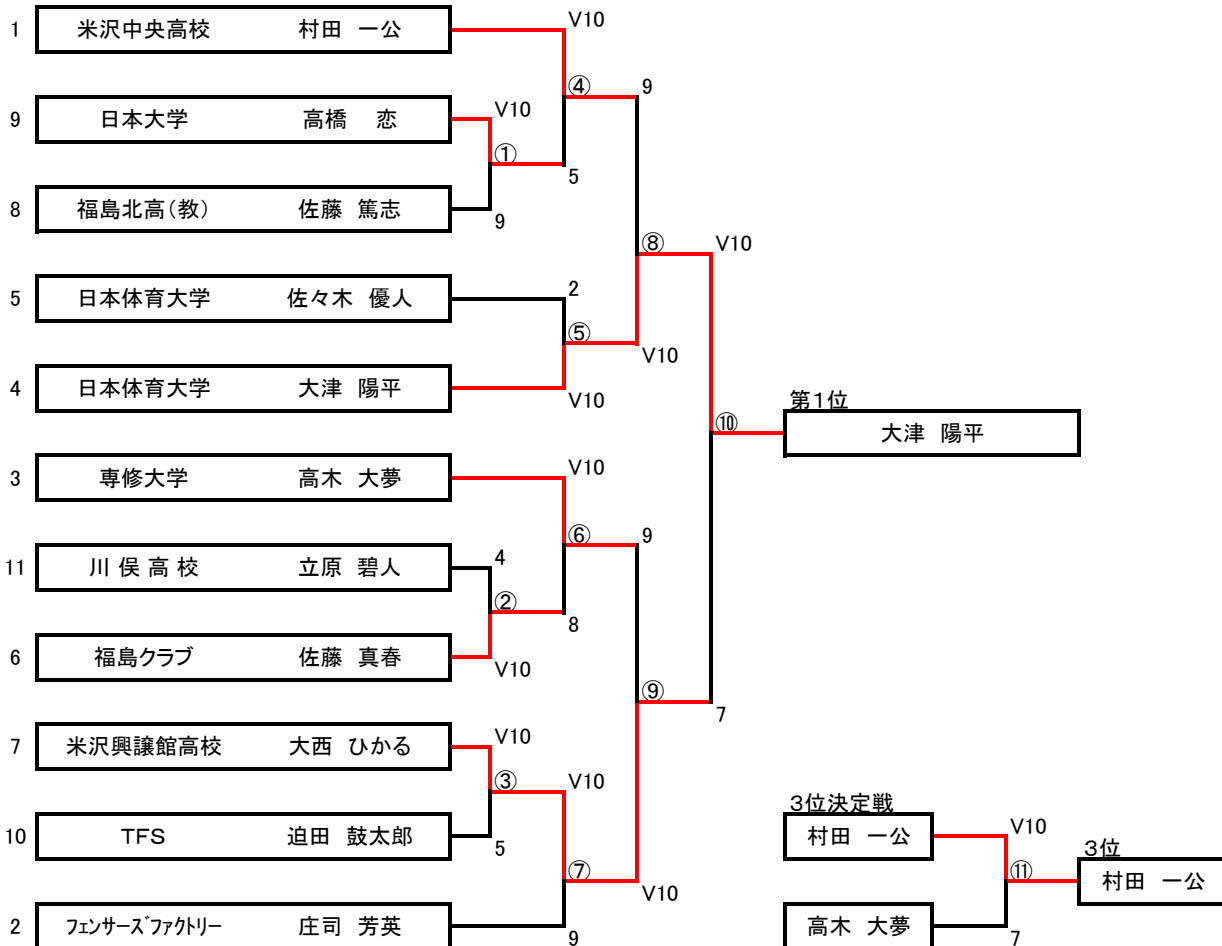 V10
1 米沢中央高校 村田 一公
④ 9
9 日本大学 高橋 恋 V10
①
5
8 福島北高（教） 佐藤 篤志 9
⑧ V10
5 日本体育大学 佐々木 優人 2
⑤
V10
4 日本体育大学 大津 陽平 V10
第1位
⑩ 大津 陽平
3 専修大学 高木 大夢 V10
⑥ 9
11 川俣高校 立原 碧人 4
②
8
6 福島クラブ 佐藤 真春 V10
⑨
7
7 米沢興譲館高校 大西 ひかる V10
③ V10
10 TFS 迫田 鼓太郎 5
⑦
V10
2 フェンサーズファクトリー 庄司 芳英 9
3位決定戦
村田 一公 V10
3位
⑪ 村田 一公
高木 大夢 7